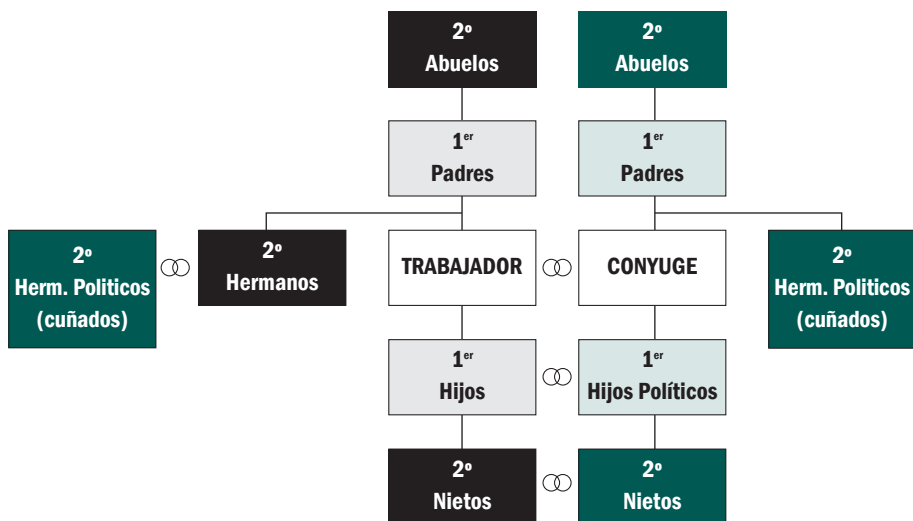 2º
Abuelos
2º
Abuelos
1er
Padres
1er
Padres
2º
Herm. Politicos
(cuñados)
2º
Hermanos
TRABAJADOR
CONYUGE
2º
Herm. Politicos
(cuñados)
1er
Hijos
1er
Hijos Políticos
2º
Nietos
2º
Nietos